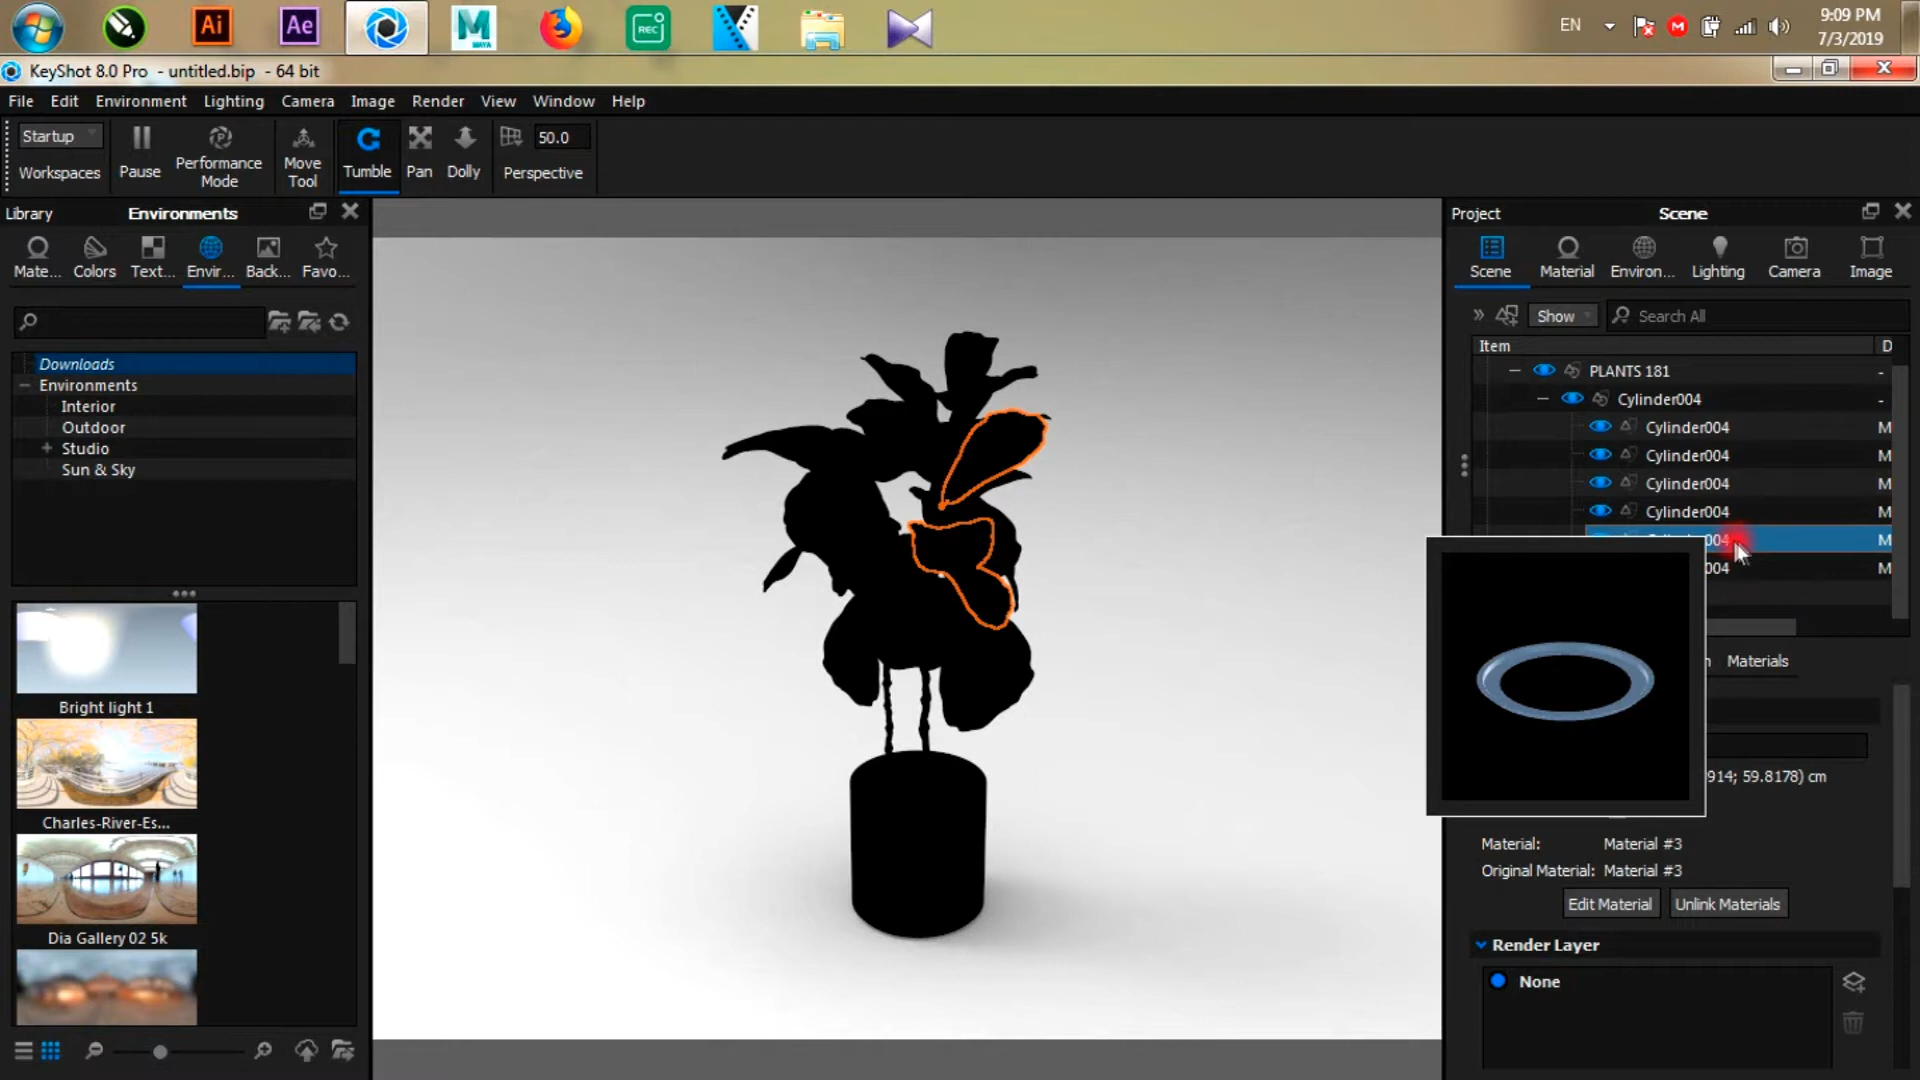 Ai
Ae
MAYA
REC
M
EN
9:09 PM
7/3/2019
KeyShot 8.0 Pro - untitled.bip - 64 bit
File Edit Environment Lighting Camera Image Render View Window Help
Startup
Workspaces
Pause
Performance
Mode
Move
Tool
Tumble
Pan
Dolly
50.0
Perspective
Library
Environments
Mate... Colors Text... Envir... Back... Favo...
Downloads
Environments
Interior
Outdoor
Studio
Sun & Sky
Bright light 1
Charles-River-Es...
Dia Gallery 02 5k
Project
Scene
Scene Material Environ... Lighting Camera Image
Show
Search All
Item D
PLANTS 181 -
Cylinder004 -
Cylinder004 M
Cylinder004 M
Cylinder004 M
Cylinder004 M
004 M
004 M
Materials
914; 59.8178) cm
Material: Material #3
Original Material: Material #3
Edit Material
Unlink Materials
Render Layer
None